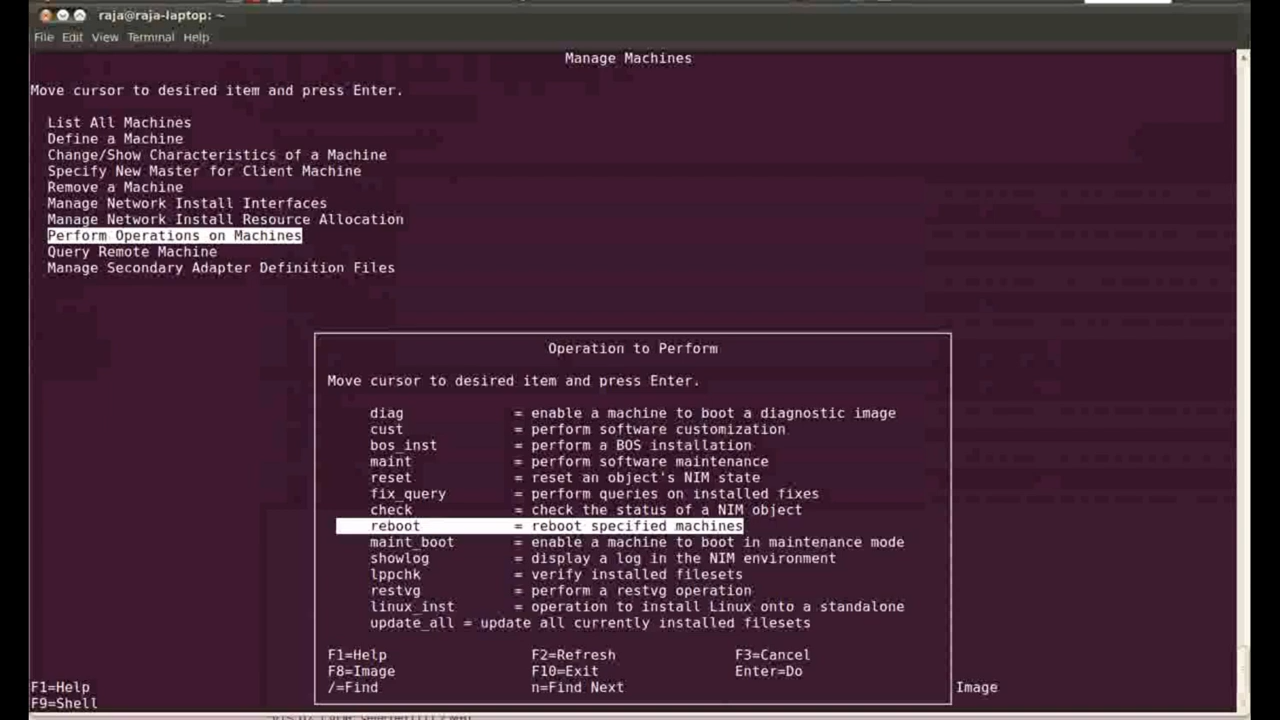 raja@raja-laptop: ~
File Edit View Terminal Help
Manage Machines
Move cursor to desired item and press Enter.
List All Machines
Define a Machine
Change/Show Characteristics of a Machine
Specify New Master for Client Machine
Remove a Machine
Manage Network Install Interfaces
Manage Network Install Resource Allocation
Perform Operations on Machines
Query Remote Machine
Manage Secondary Adapter Definition Files
Operation to Perform
Move cursor to desired item and press Enter.
diag = enable a machine to boot a diagnostic image
cust = perform software customization
bos_inst = perform a BOS installation
maint = perform software maintenance
reset = reset an object's NIM state
fix_query = perform queries on installed fixes
check = check the status of a NIM object
reboot = reboot specified machines
maint_boot = enable a machine to boot in maintenance mode
showlog = display a log in the NIM environment
lppchk = verify installed filesets
restvg = perform a restvg operation
linux_inst = operation to install Linux onto a standalone
update_all = update all currently installed filesets
F1=Help F2=Refresh F3=Cancel
F8=Image F10=Exit Enter=Do
/=Find n=Find Next
F1=Help Image
F9=Shell